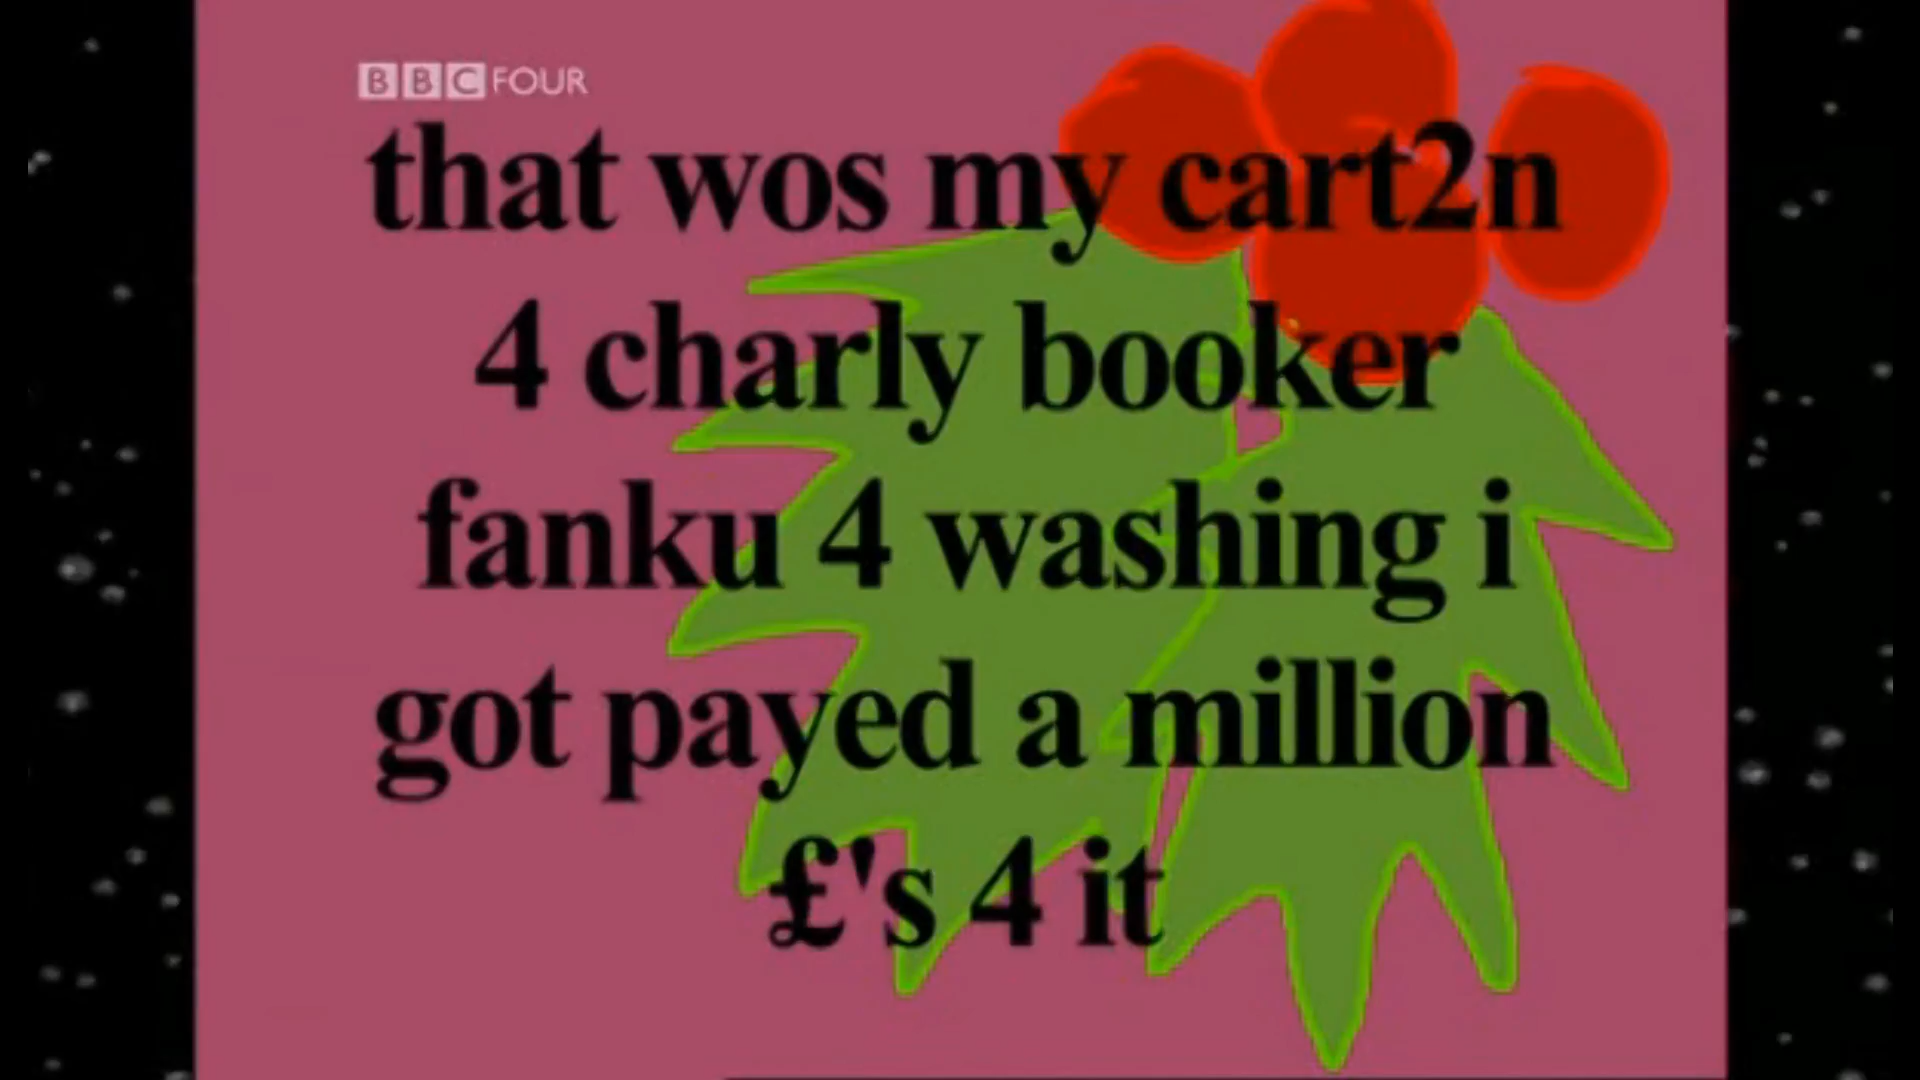 BBC FOUR
that wos my cart2n
4 charly booker
fanku 4 washing i
got payed a million
£'s 4 it